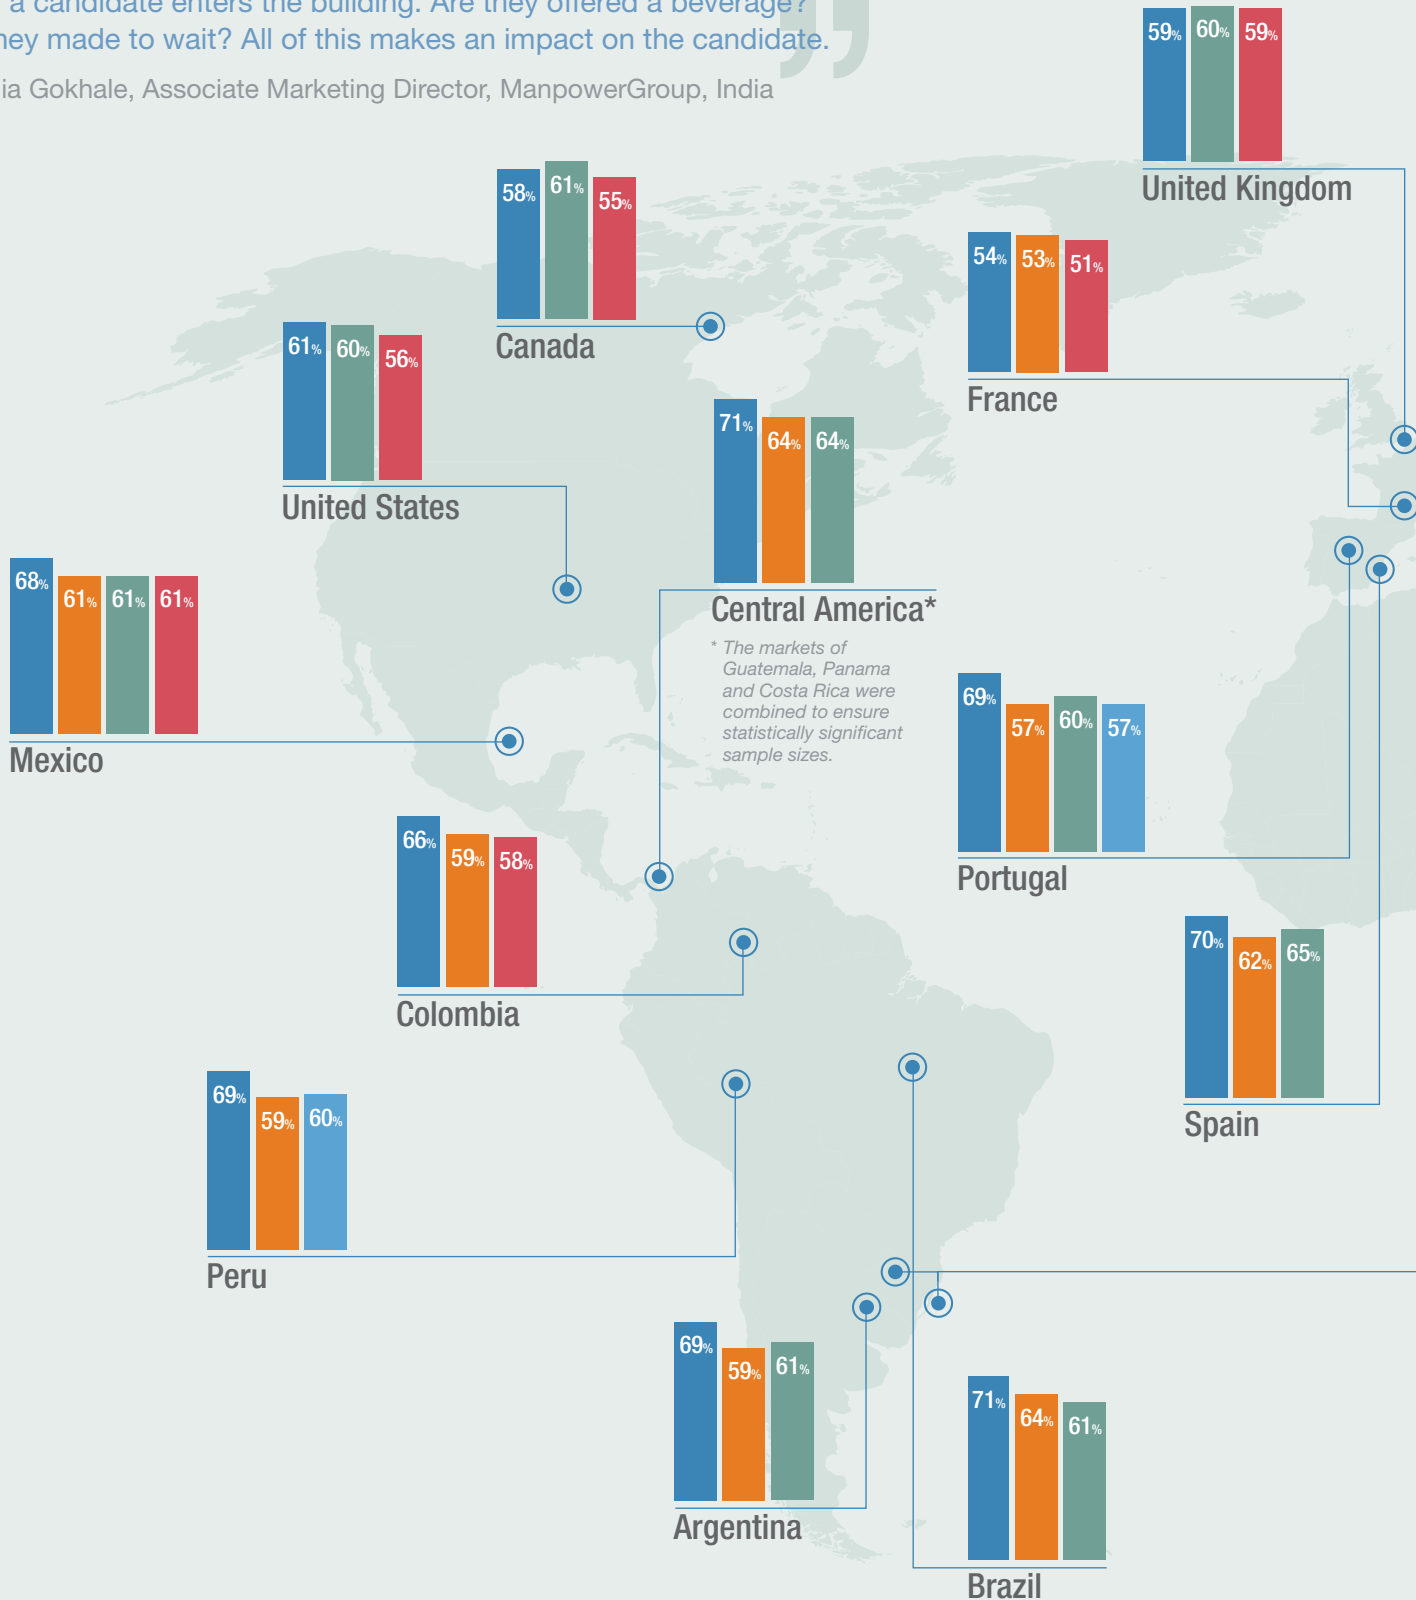 a candidate enters the building. Are they offered a beverage?
made to wait? All of this makes an impact on the candidate.
Gokhale, Associate Marketing Director, ManpowerGroup, India
”
59% 60% 59%
United Kingdom
58% 61% 55%
Canada
54% 53% 51%
France
61% 60% 56%
United States
71% 64% 64%
Central America*
* The markets of
Guatemala, Panama
and Costa Rica were
combined to ensure
statistically significant
sample sizes.
68% 61% 61% 61%
Mexico
69% 57% 60% 57%
Portugal
66% 59% 58%
Colombia
70% 62% 65%
Spain
69% 59% 60%
Peru
69% 59% 61%
Argentina
71% 64% 61%
Brazil